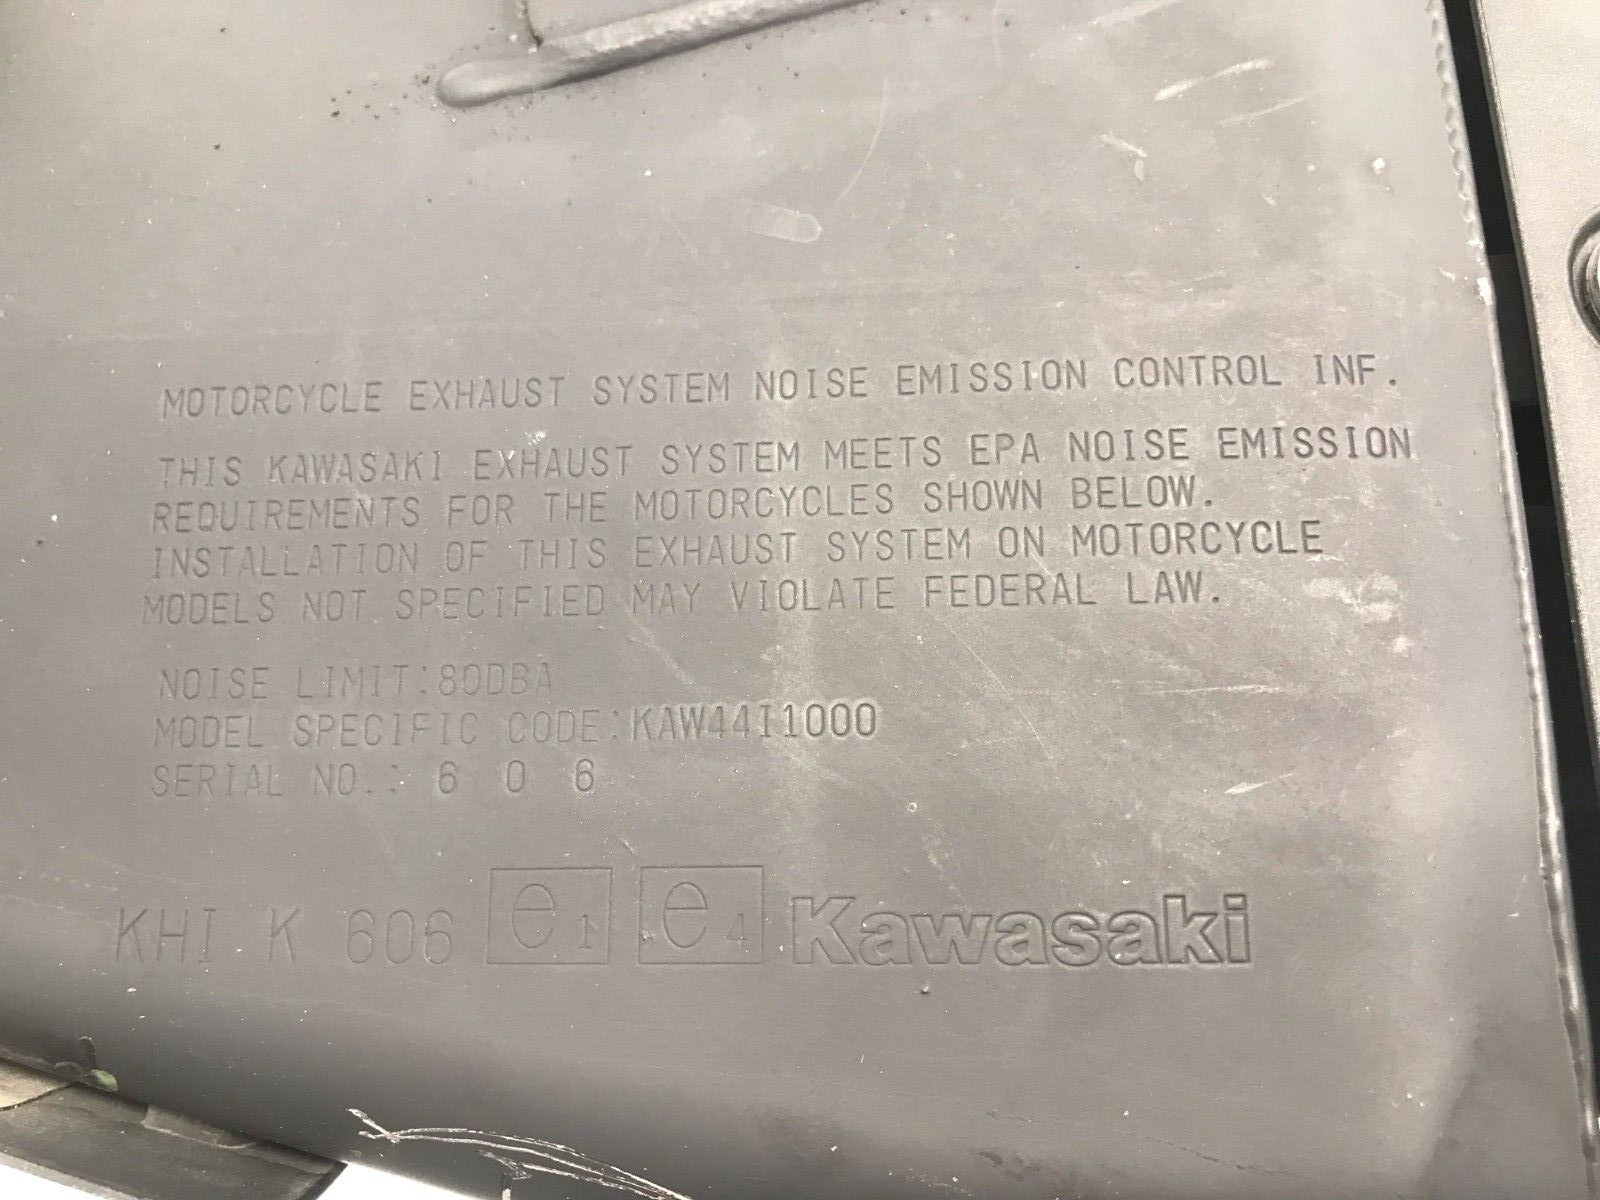 MOTORCYCLE EXHAUST SYSTEM NOISE EMISSION CONTROL INF.
THIS KAWASAKI EXHAUST SYSTEM MEETS EPA NOISE EMISSION
REQUIREMENTS FOR THE MOTORCYCLES SHOWN BELOW.
INSTALLATION OF THIS EXHAUST SYSTEM ON MOTORCYCLE
MODELS NOT SPECIFIED MAY VIOLATE FEDERAL LAW.
NOISE LIMIT:80DBA
MODEL SPECIFIC CODE:KAW44I1000
SERIAL NO.: 6 0 6
KHI K 606 e1 e4 Kawasaki